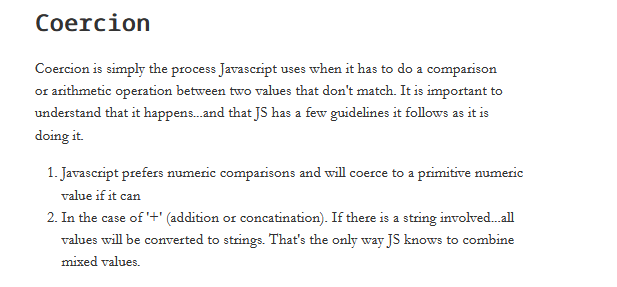 Coercion
Coercion is simply the process Javascript uses when it has to do a comparison
or arithmetic operation between two values that don't match. It is important to
understand that it happens...and that JS has a few guidelines it follows as it is
doing it.
1. Javascript prefers numeric comparisons and will coerce to a primitive numeric
value if it can
2. In the case of '+' (addition or concatination). If there is a string involved...all
values will be converted to strings. That's the only way JS knows to combine
mixed values.